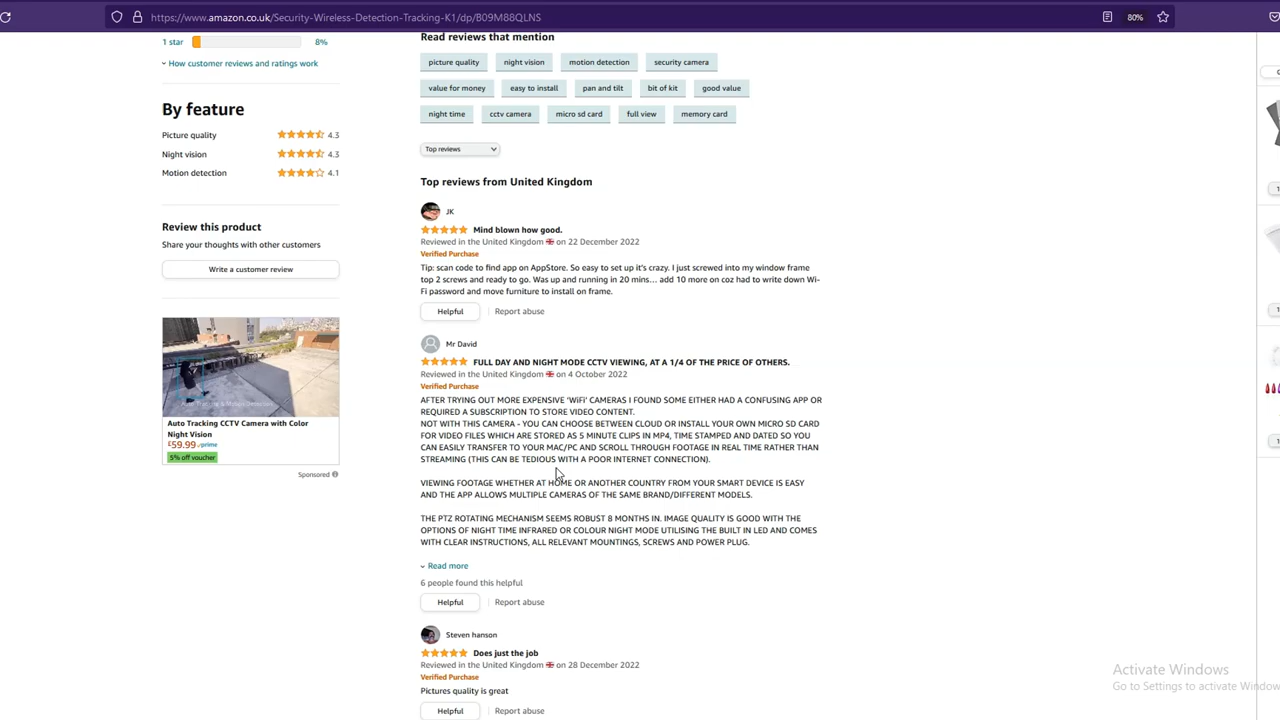 https://www.amazon.co.uk/Security-Wireless-Detection-Tracking-K1/dp/B09M88QLNS
80%
1 star 8%
How customer reviews and ratings work
By feature
Picture quality 4.3
Night vision 4.3
Motion detection 4.1
Review this product
Share your thoughts with other customers
Write a customer review
Auto Tracking & Motion Detection
Auto Tracking CCTV Camera with Color
Night Vision
£59.99 prime
5% off voucher
Sponsored
Read reviews that mention
picture quality night vision motion detection security camera
value for money easy to install pan and tilt bit of kit good value
night time cctv camera micro sd card full view memory card
Top reviews
Top reviews from United Kingdom
JK
Mind blown how good.
Reviewed in the United Kingdom on 22 December 2022
Verified Purchase
Tip: scan code to find app on AppStore. So easy to set up it's crazy. I just screwed into my window frame
top 2 screws and ready to go. Was up and running in 20 mins... add 10 more on coz had to write down Wi-
Fi password and move furniture to install on frame.
Helpful Report abuse
Mr David
FULL DAY AND NIGHT MODE CCTV VIEWING, AT A 1/4 OF THE PRICE OF OTHERS.
Reviewed in the United Kingdom on 4 October 2022
Verified Purchase
AFTER TRYING OUT MORE EXPENSIVE 'WiFi' CAMERAS I FOUND SOME EITHER HAD A CONFUSING APP OR
REQUIRED A SUBSCRIPTION TO STORE VIDEO CONTENT.
NOT WITH THIS CAMERA - YOU CAN CHOOSE BETWEEN CLOUD OR INSTALL YOUR OWN MICRO SD CARD
FOR VIDEO FILES WHICH ARE STORED AS 5 MINUTE CLIPS IN MP4, TIME STAMPED AND DATED SO YOU
CAN EASILY TRANSFER TO YOUR MAC/PC AND SCROLL THROUGH FOOTAGE IN REAL TIME RATHER THAN
STREAMING (THIS CAN BE TEDIOUS WITH A POOR INTERNET CONNECTION).
VIEWING FOOTAGE WHETHER AT HOME OR ANOTHER COUNTRY FROM YOUR SMART DEVICE IS EASY
AND THE APP ALLOWS MULTIPLE CAMERAS OF THE SAME BRAND/DIFFERENT MODELS.
THE PTZ ROTATING MECHANISM SEEMS ROBUST 8 MONTHS IN. IMAGE QUALITY IS GOOD WITH THE
OPTIONS OF NIGHT TIME INFRARED OR COLOUR NIGHT MODE UTILISING THE BUILT IN LED AND COMES
WITH CLEAR INSTRUCTIONS, ALL RELEVANT MOUNTINGS, SCREWS AND POWER PLUG.
Read more
6 people found this helpful
Helpful Report abuse
Steven hanson
Does just the job
Reviewed in the United Kingdom on 28 December 2022
Verified Purchase
Pictures quality is great
Helpful Report abuse
Activate Windows
Go to Settings to activate Window